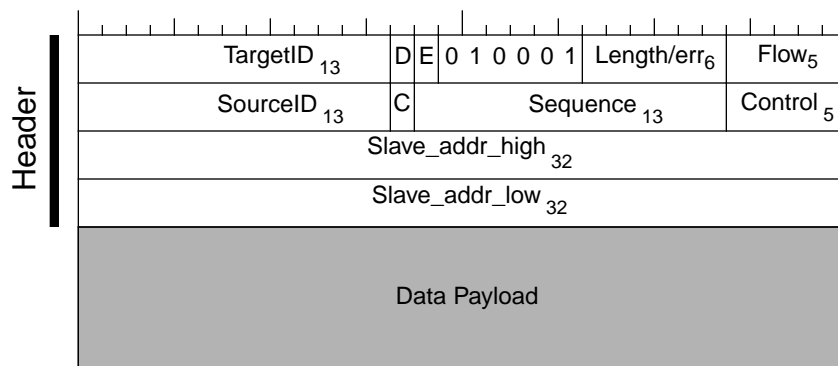 Header
TargetID 13 D E 0 1 0 0 0 1 Length/err6 Flow5
SourceID 13 C Sequence 13 Control 5
Slave_addr_high 32
Slave_addr_low 32
Data Payload